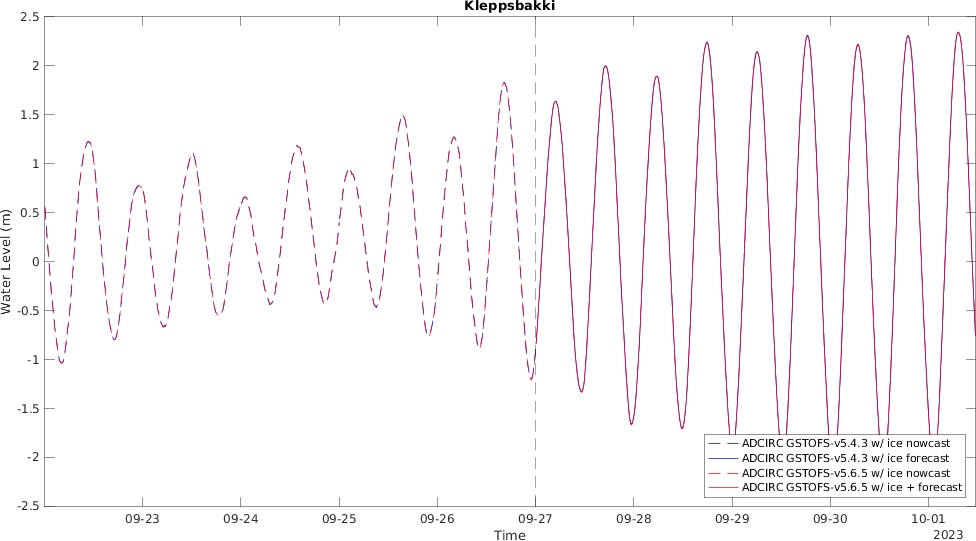 Kleppsbakki
2.5
2
1.5
1
0.5
0
-0.5
-1
-1.5
-2
-2.5
Water Level (m)
ADCIRC GSTOFS-v5.4.3 w/ ice nowcast
ADCIRC GSTOFS-v5.4.3 w/ ice forecast
ADCIRC GSTOFS-v5.6.5 w/ ice nowcast
ADCIRC GSTOFS-v5.6.5 w/ ice + forecast
09-23 09-24 09-25 09-26 09-27 09-28 09-29 09-30 10-01
Time
2023